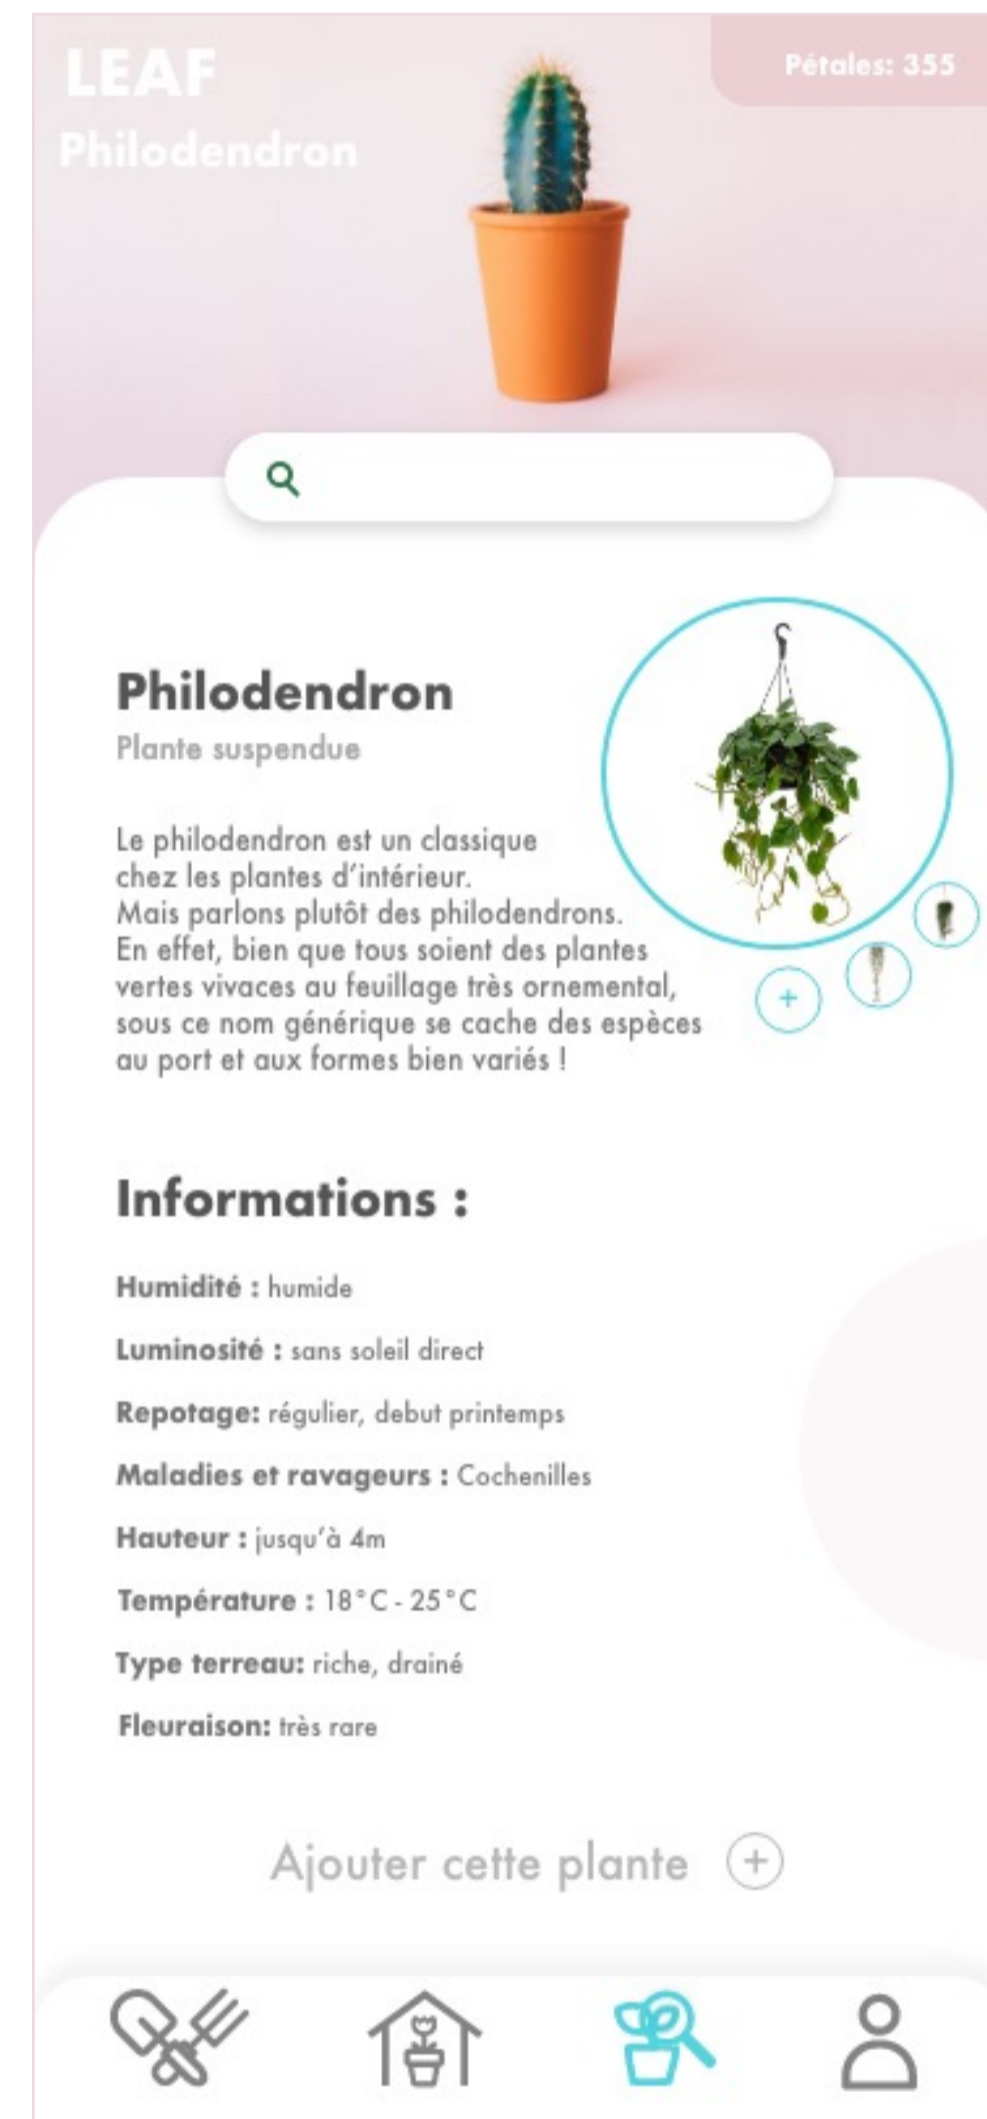 LEAF
Pétales: 355
Philodendron
Philodendron
Plante suspendue
Le philodendron est un classique
chez les plantes d'intérieur.
Mais parlons plutôt des philodendrons.
En effet, bien que tous soient des plantes
vertes vivaces au feuillage très ornemental,
sous ce nom générique se cache des espèces
au port et aux formes bien variés !
Informations :
Humidité : humide
Luminosité : sans soleil direct
Repotage: régulier, debut printemps
Maladies et ravageurs : Cochenilles
Hauteur : jusqu'à 4m
Température : 18°C - 25°C
Type terreau: riche, drainé
Fleuraison: très rare
Ajouter cette plante +